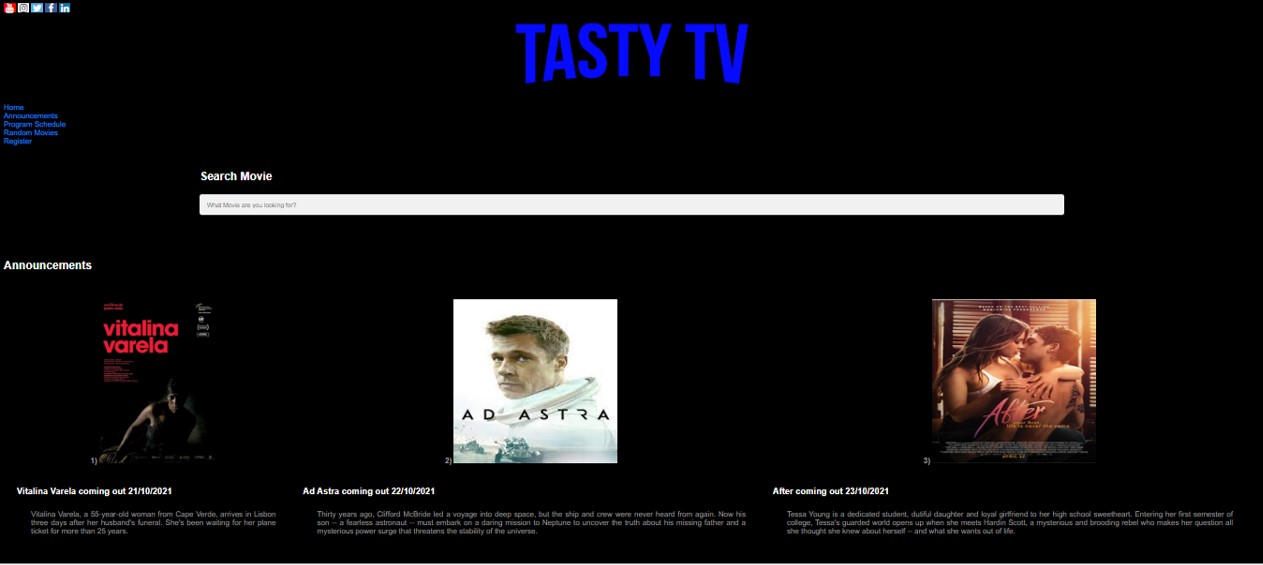 TASTY TV
Home
Announcements
Program Schedule
Random Movies
Register
Search Movie
What Movie are you looking for?
Announcements
vitalina
varela
1)
AD ASTRA
2)
After
3)
Vitalina Varela coming out 21/10/2021
Vitalina Varela, a 55-year-old woman from Cape Verde, arrives in Lisbon
three days after her husband's funeral. She's been waiting for her plane
ticket for more than 25 years.
Ad Astra coming out 22/10/2021
Thirty years ago, Clifford McBride led a voyage into deep space, but the ship and crew were never heard from again. Now his
son -- a fearless astronaut -- must embark on a daring mission to Neptune to uncover the truth about his missing father and a
mysterious power surge that threatens the stability of the universe.
After coming out 23/10/2021
Tessa Young is a dedicated student, dutiful daughter and loyal girlfriend to her high school sweetheart. Entering her first semester of
college, Tessa's guarded world opens up when she meets Hardin Scott, a mysterious and brooding rebel who makes her question all
she thought she knew about herself -- and what she wants out of life.